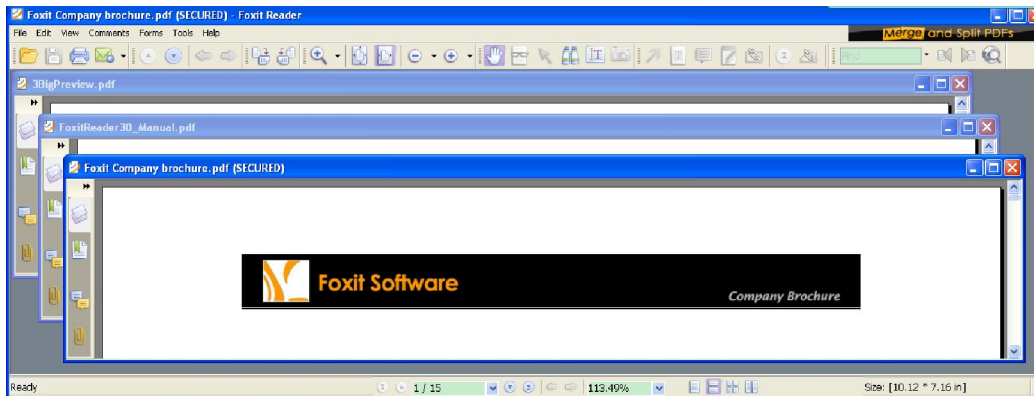 Foxit Company brochure.pdf (SECURED) - Foxit Reader
File Edit View Comments Forms Tools Help
Merge and Split PDFs
Find
3BigPreview.pdf
FoxitReader30_Manual.pdf
Foxit Company brochure.pdf (SECURED)
Foxit Software
Company Brochure
Ready 1 / 15 113.49% Size: [10.12 * 7.16 in]